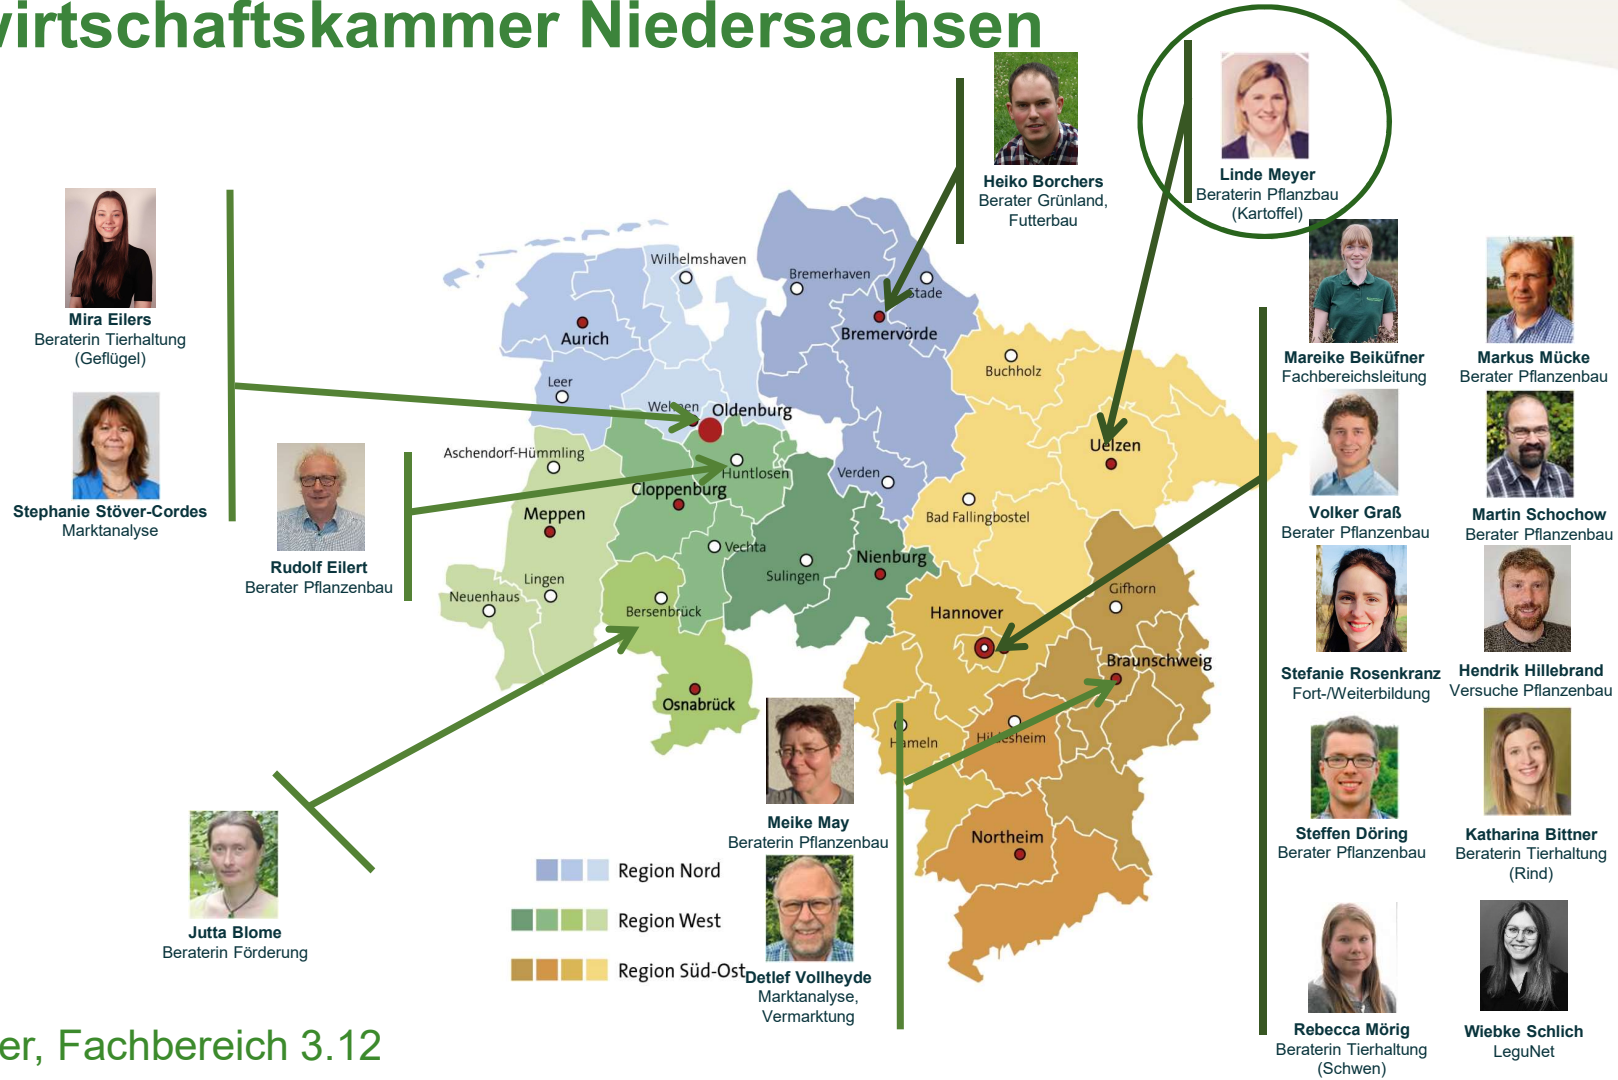 wirtschaftskammer Niedersachsen
Heiko Borchers
Berater Grünland,
Futterbau
Linde Meyer
Beraterin Pflanzbau
(Kartoffel)
Mira Eilers
Beraterin Tierhaltung
(Geflügel)
Stephanie Stöver-Cordes
Marktanalyse
Rudolf Eilert
Berater Pflanzenbau
Jutta Blome
Beraterin Förderung
Meike May
Beraterin Pflanzenbau
Detlef Vollheyde
Marktanalyse,
Vermarktung
Mareike Beiküfner
Fachbereichsleitung
Markus Mücke
Berater Pflanzenbau
Volker Graß
Berater Pflanzenbau
Martin Schochow
Berater Pflanzenbau
Stefanie Rosenkranz
Fort-/Weiterbildung
Hendrik Hillebrand
Versuche Pflanzenbau
Steffen Döring
Berater Pflanzenbau
Katharina Bittner
Beraterin Tierhaltung
(Rind)
Rebecca Mörig
Beraterin Tierhaltung
(Schwen)
Wiebke Schlich
LeguNet
Wilhelmshaven
Bremerhaven
Stade
Aurich
Bremervörde
Buchholz
Leer
Oldenburg
Uelzen
Aschendorf-Hümmling
Huntlosen
Verden
Cloppenburg
Meppen
Bad Fallingbostel
Vechta
Nienburg
Sulingen
Lingen
Neuenhaus
Bersenbrück
Gifhorn
Hannover
Braunschweig
Osnabrück
Hameln
Hildesheim
Northeim
Region Nord
Region West
Region Süd-Ost
er, Fachbereich 3.12